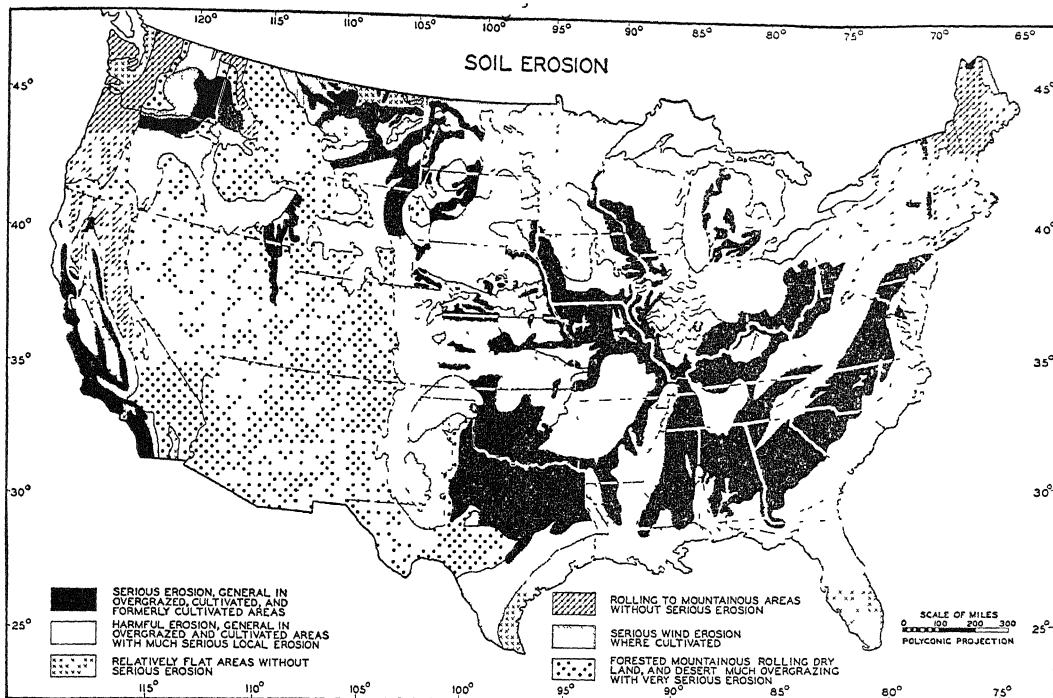 120° 115° 110° 105° 100° 95° 90° 85° 80° 75° 70° 65°
SOIL EROSION
45° 45°
40° 40°
35° 35°
30° 30°
25° 25°
SERIOUS EROSION, GENERAL IN
OVERGRAZED, CULTIVATED, AND
FORMERLY CULTIVATED AREAS
HARMFUL EROSION, GENERAL IN
OVERGRAZED AND CULTIVATED AREAS
WITH MUCH SERIOUS LOCAL EROSION
RELATIVELY FLAT AREAS WITHOUT
SERIOUS EROSION
ROLLING TO MOUNTAINOUS AREAS
WITHOUT SERIOUS EROSION
SERIOUS WIND EROSION
WHERE CULTIVATED
FORESTED MOUNTAINOUS ROLLING DRY
LAND, AND DESERT MUCH OVERGRAZING
WITH VERY SERIOUS EROSION
SCALE OF MILES
0 100 200 300
POLYCONIC PROJECTION
115° 110° 105° 100° 95° 90° 85° 80° 75°